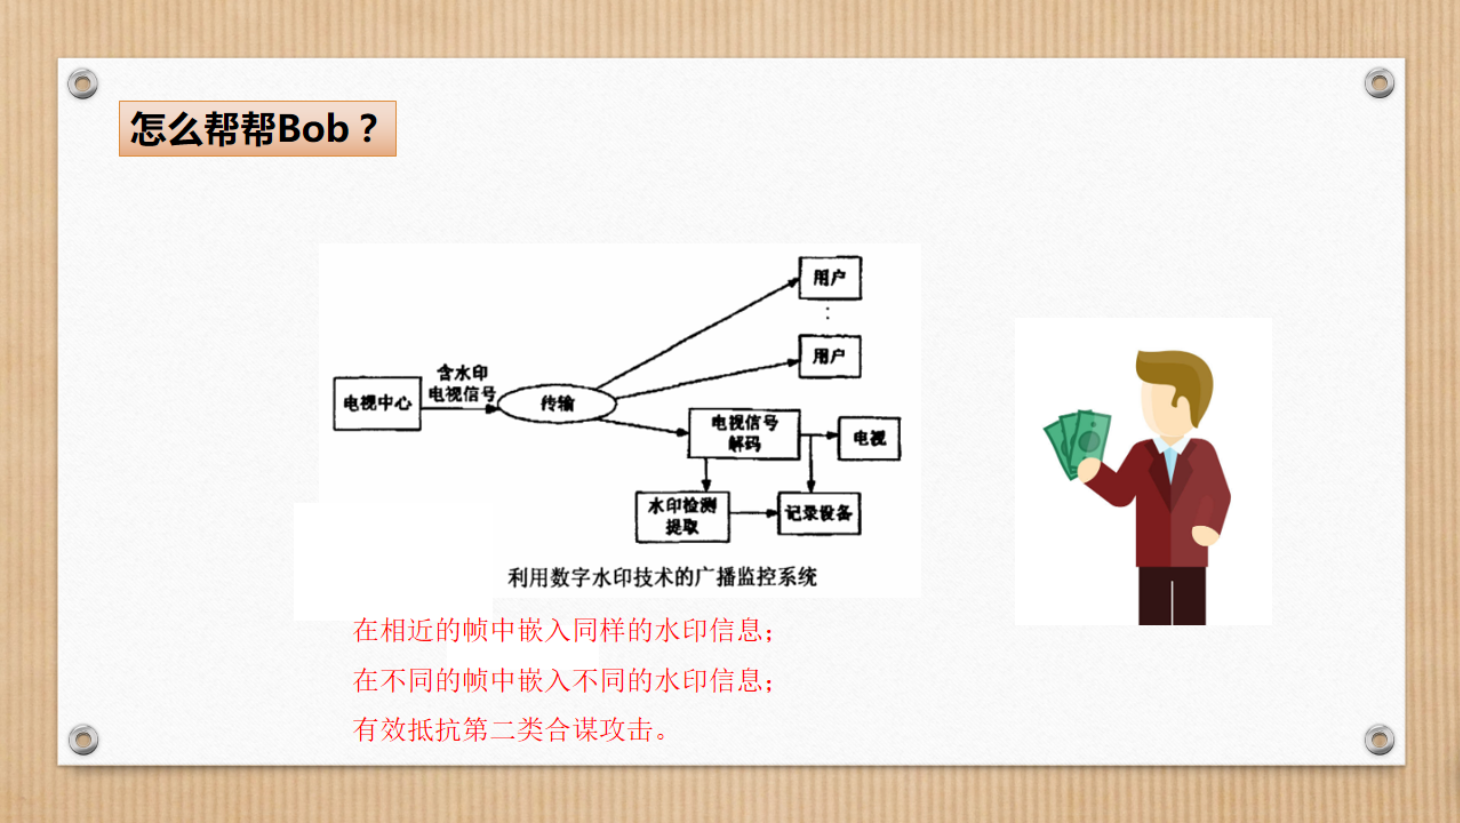 怎么帮帮Bob？
用户
用户
含水印
电视信号
电视中心
传输
电视信号
解码
电视
水印检测
提取
记录设备
利用数字水印技术的广播监控系统
在相近的帧中嵌入同样的水印信息；
在不同的帧中嵌入不同的水印信息；
有效抵抗第二类合谋攻击。